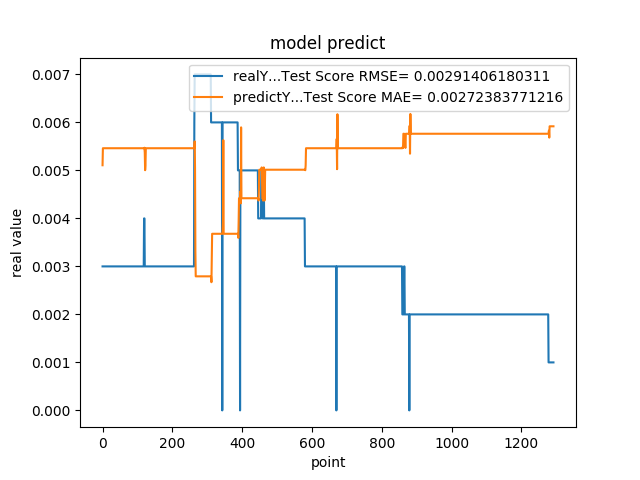 model predict
realY...Test Score RMSE= 0.00291406180311
predictY...Test Score MAE= 0.00272383771216
real value
0.007
0.006
0.005
0.004
0.003
0.002
0.001
0.000
0 200 400 600 800 1000 1200
point